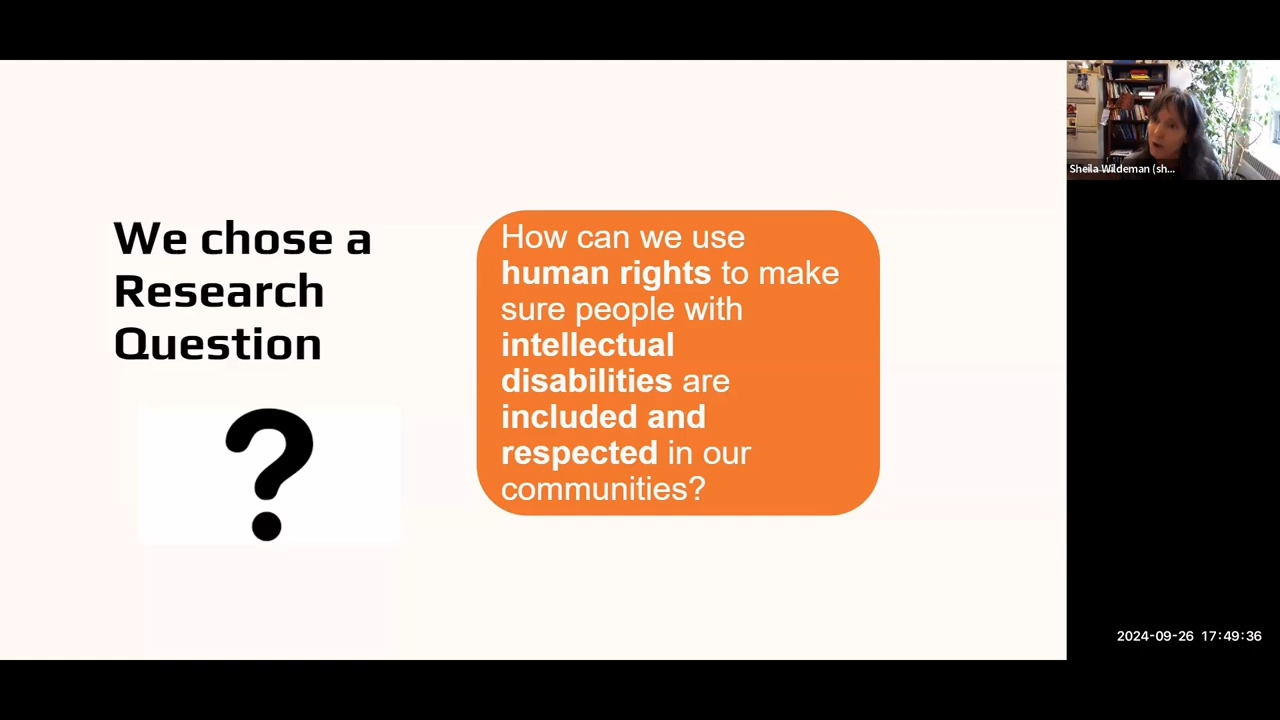 We chose a
Research
Question
?
How can we use
human rights to make
sure people with
intellectual
disabilities are
included and
respected in our
communities?
Sheila Wildeman (sh...
2024-09-26 17:49:36